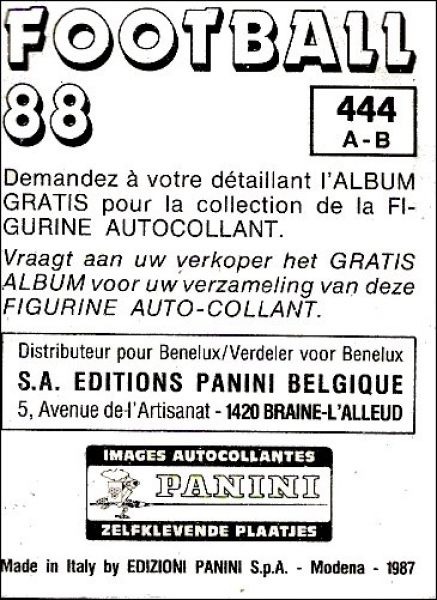 FOOTBALL
88
444
A-B
Demandez à votre détaillant l'ALBUM
GRATIS pour la collection de la FI-
GURINE AUTOCOLLANT.
Vraagt aan uw verkoper het GRATIS
ALBUM voor uw verzameling van deze
FIGURINE AUTO-COLLANT.
Distributeur pour Benelux/Verdeler voor Benelux
S.A. EDITIONS PANINI BELGIQUE
5, Avenue de l'Artisanat - 1420 BRAINE-L'ALLEUD
IMAGES AUTOCOLLANTES
PANINI
ZELFKLEVENDE PLAATJES
Made in Italy by EDIZIONI PANINI S.p.A. - Modena - 1987